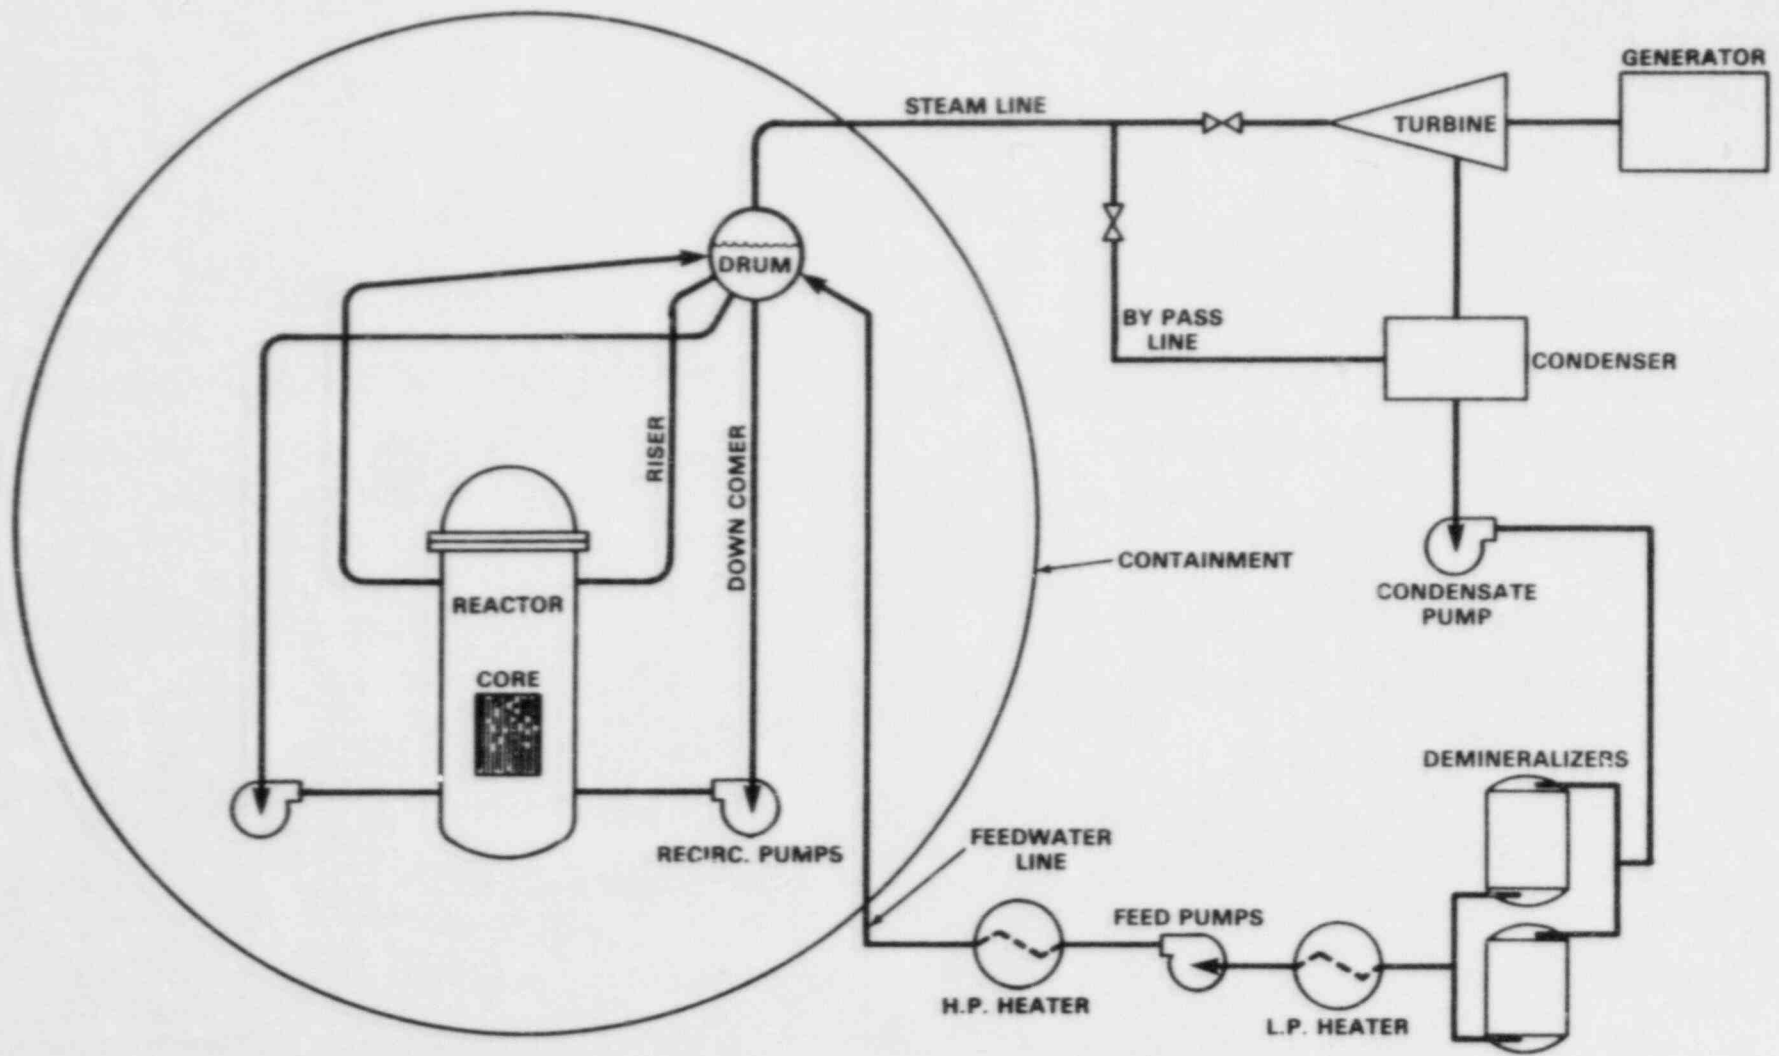 GENERATOR
STEAM LINE
TURBINE
DRUM
BY PASS
LINE
CONDENSER
RISER
DOWN COMER
CONTAINMENT
CONDENSATE
PUMP
REACTOR
CORE
DEMINERALIZERS
RECIRC. PUMPS
FEEDWATER
LINE
FEED PUMPS
H.P. HEATER
L.P. HEATER